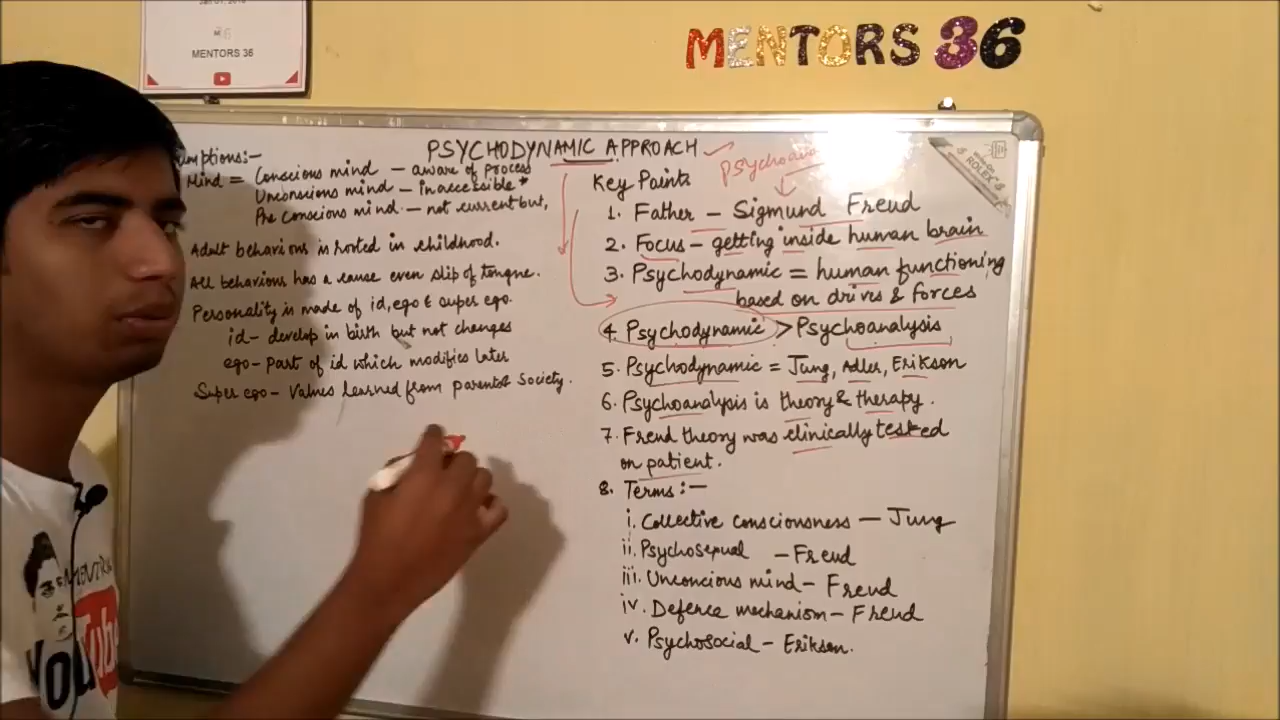 MENTORS 36
MENTORS 36
PSYCHODYNAMIC APPROACH
umptions:-
Mind = Conscious mind - aware of process
Unconscious mind - inaccessible*
Pre Conscious mind - not current but,
Adult behaviours is rooted in childhood.
All behaviours has a cause even slip of tongue.
Personality is made of id, ego & super ego.
id - develop in birth but not changes
ego - Part of id which modifies later
Super ego - Values learned from parents Society.
Key Points
1. Father - Sigmund Freud
2. Focus - getting inside human brain
3. Psychodynamic = human functioning
based on drives & forces
4. Psychodynamic > Psychoanalysis
5. Psychodynamic = Jung, Adler, Erikson
6. Psychoanalysis is theory & therapy.
7. Freud theory was clinically tested
on patient.
8. Terms:-
i. Collective consciousness - Jung
ii. Psychosexual - Freud
iii. Unconcious mind - Freud
iv. Defence mechanism - Freud
v. Psychosocial - Erikson.
ROLEX
YOU
Tube